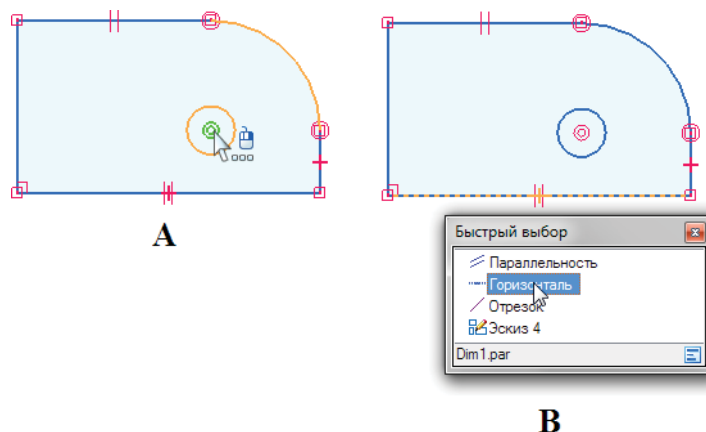 A
Быстрый выбор
Параллельность
Горизонталь
Отрезок
Эскиз 4
Dim1.par
B